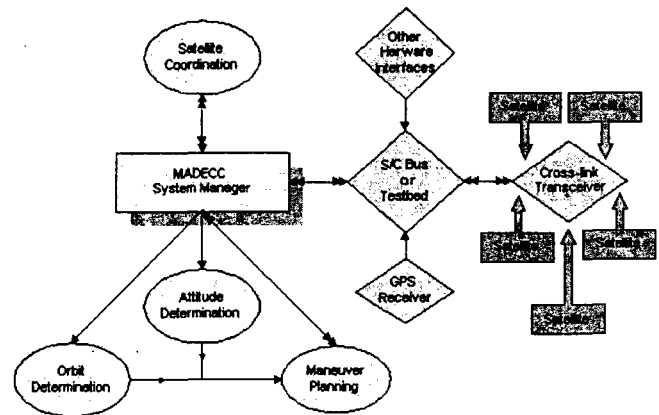 Satellite
Coordination
Other
Harware
Interfaces
Satellite
Satellite
MADECC
System Manager
S/C Bus
or
Testbed
Cross-link
Transceiver
Satellite
Satellite
Attitude
Determination
GPS
Receiver
Satellite
Orbit
Determination
Maneuver
Planning